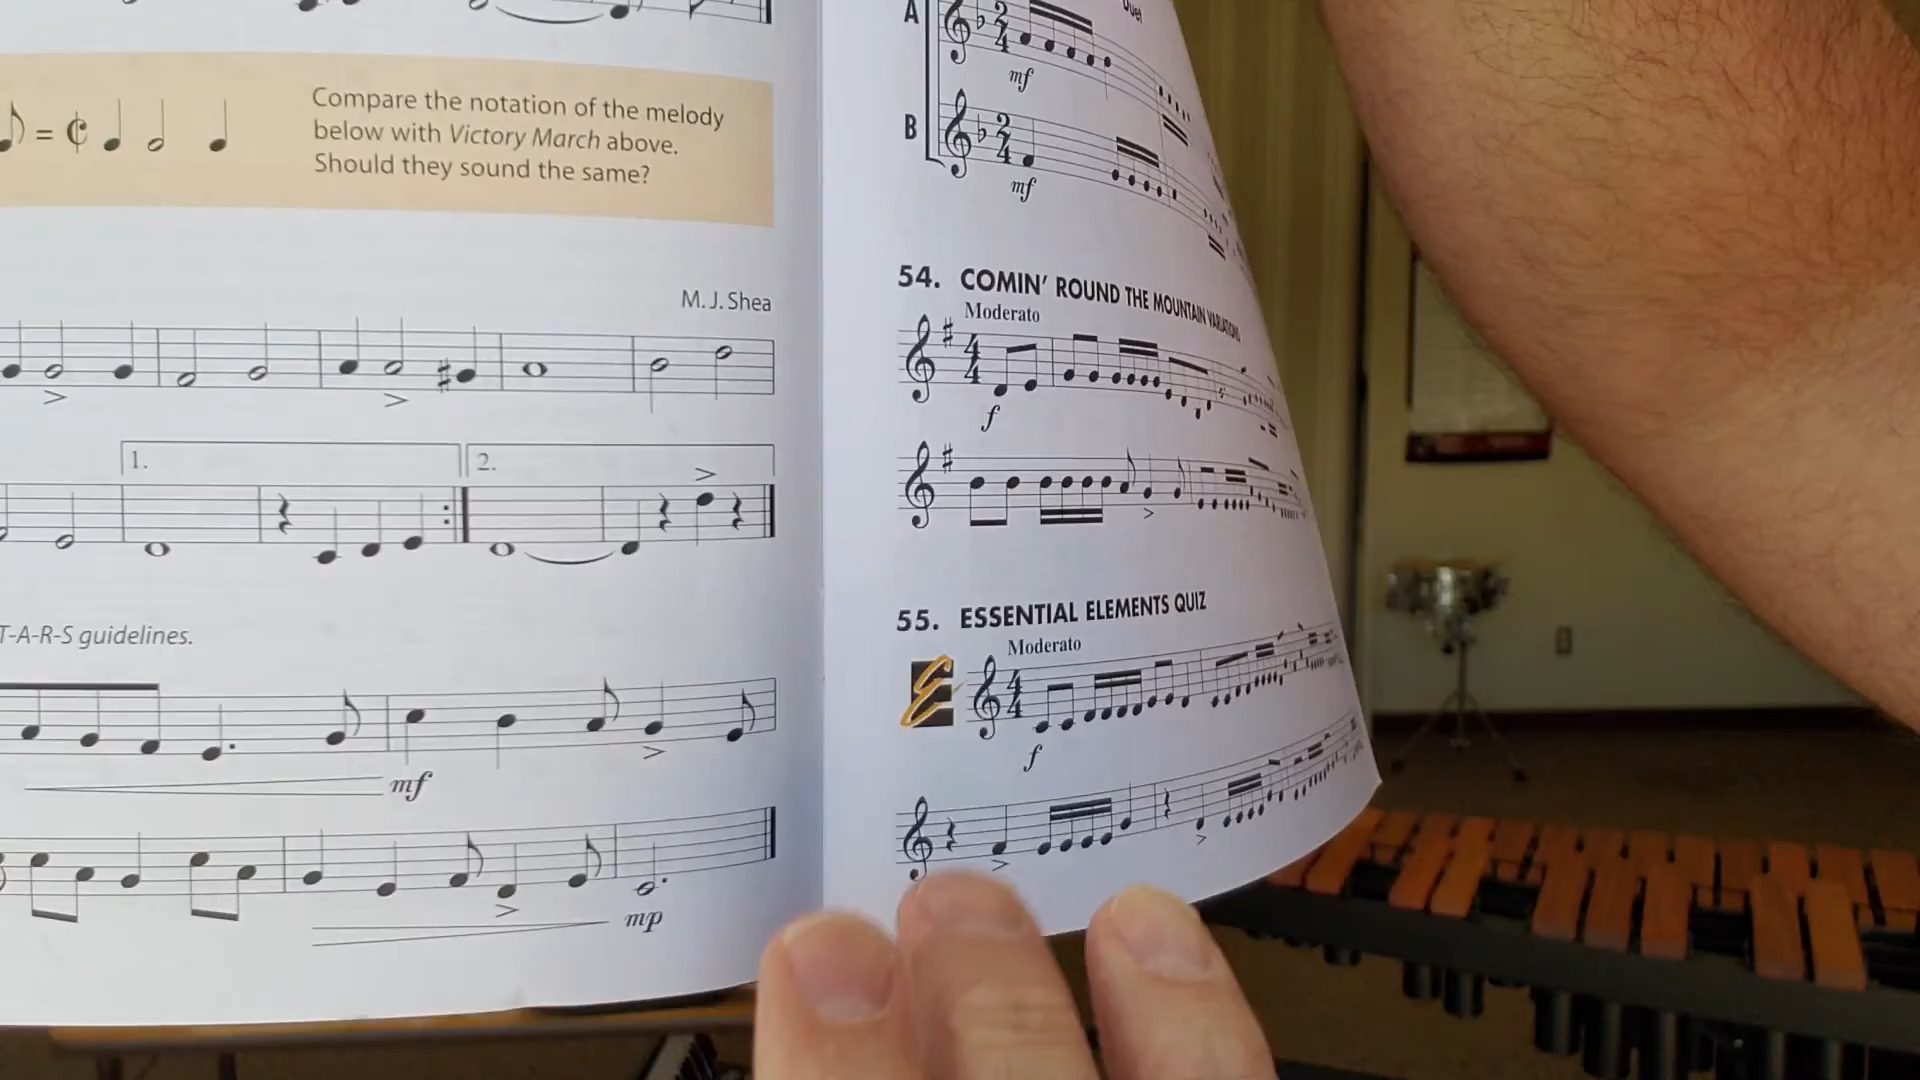 Compare the notation of the melody
below with Victory March above.
Should they sound the same?
M. J. Shea
1.
2.
T-A-R-S guidelines.
mf
mp
Duet
A
mf
B
mf
54. COMIN' ROUND THE MOUNTAIN VARIATIONS
Moderato
f
55. ESSENTIAL ELEMENTS QUIZ
Moderato
f